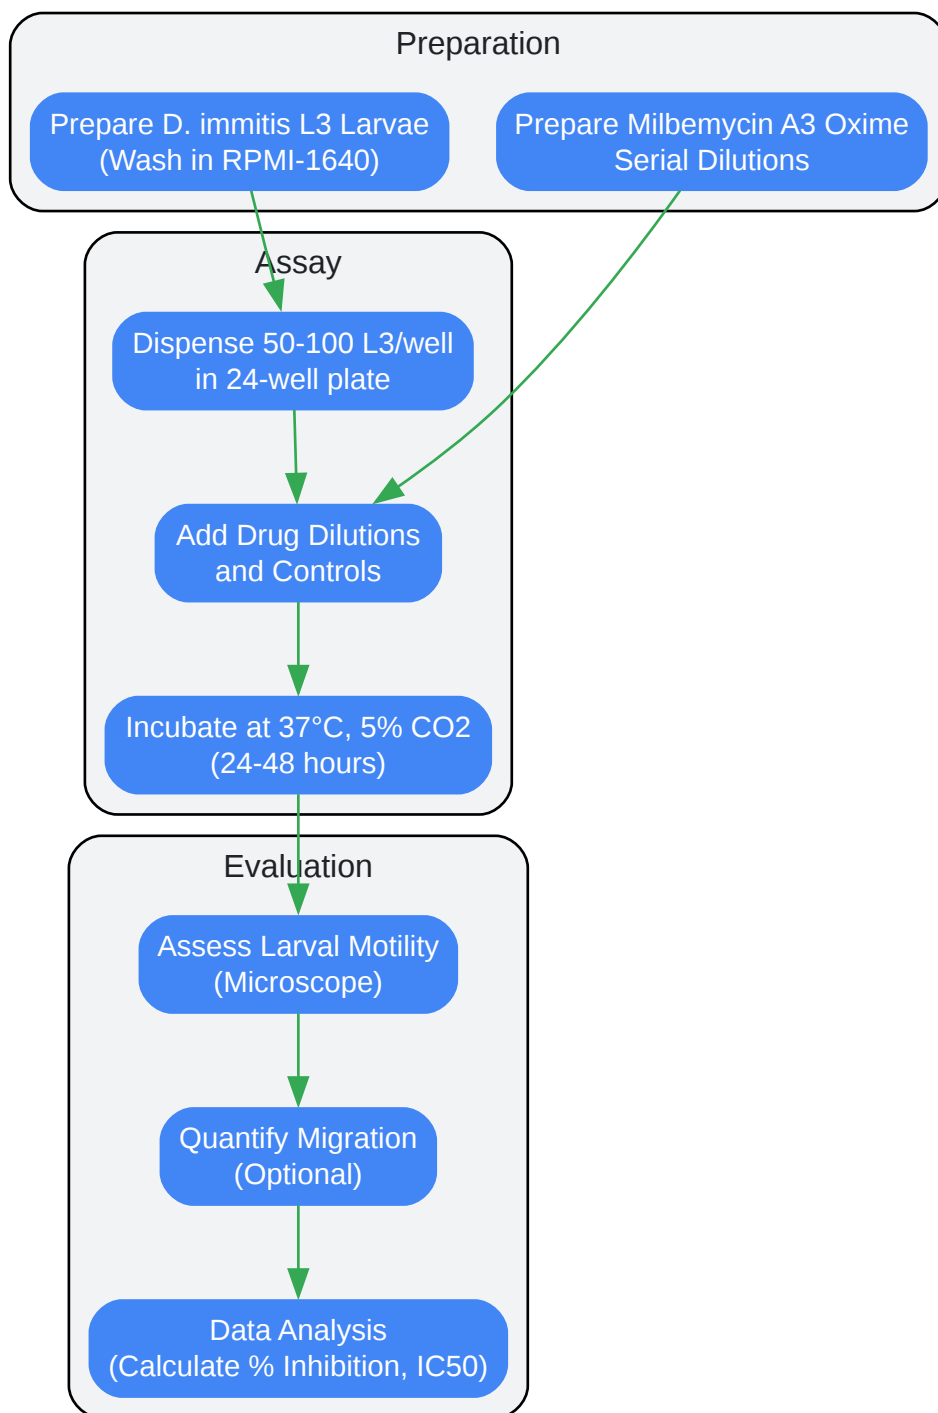 Preparation
Prepare D. immitis L3 Larvae
(Wash in RPMI-1640)
Prepare Milbemycin A3 Oxime
Serial Dilutions
Assay
Dispense 50-100 L3/well
in 24-well plate
Add Drug Dilutions
and Controls
Incubate at 37°C, 5% CO2
(24-48 hours)
Evaluation
Assess Larval Motility
(Microscope)
Quantify Migration
(Optional)
Data Analysis
(Calculate % Inhibition, IC50)